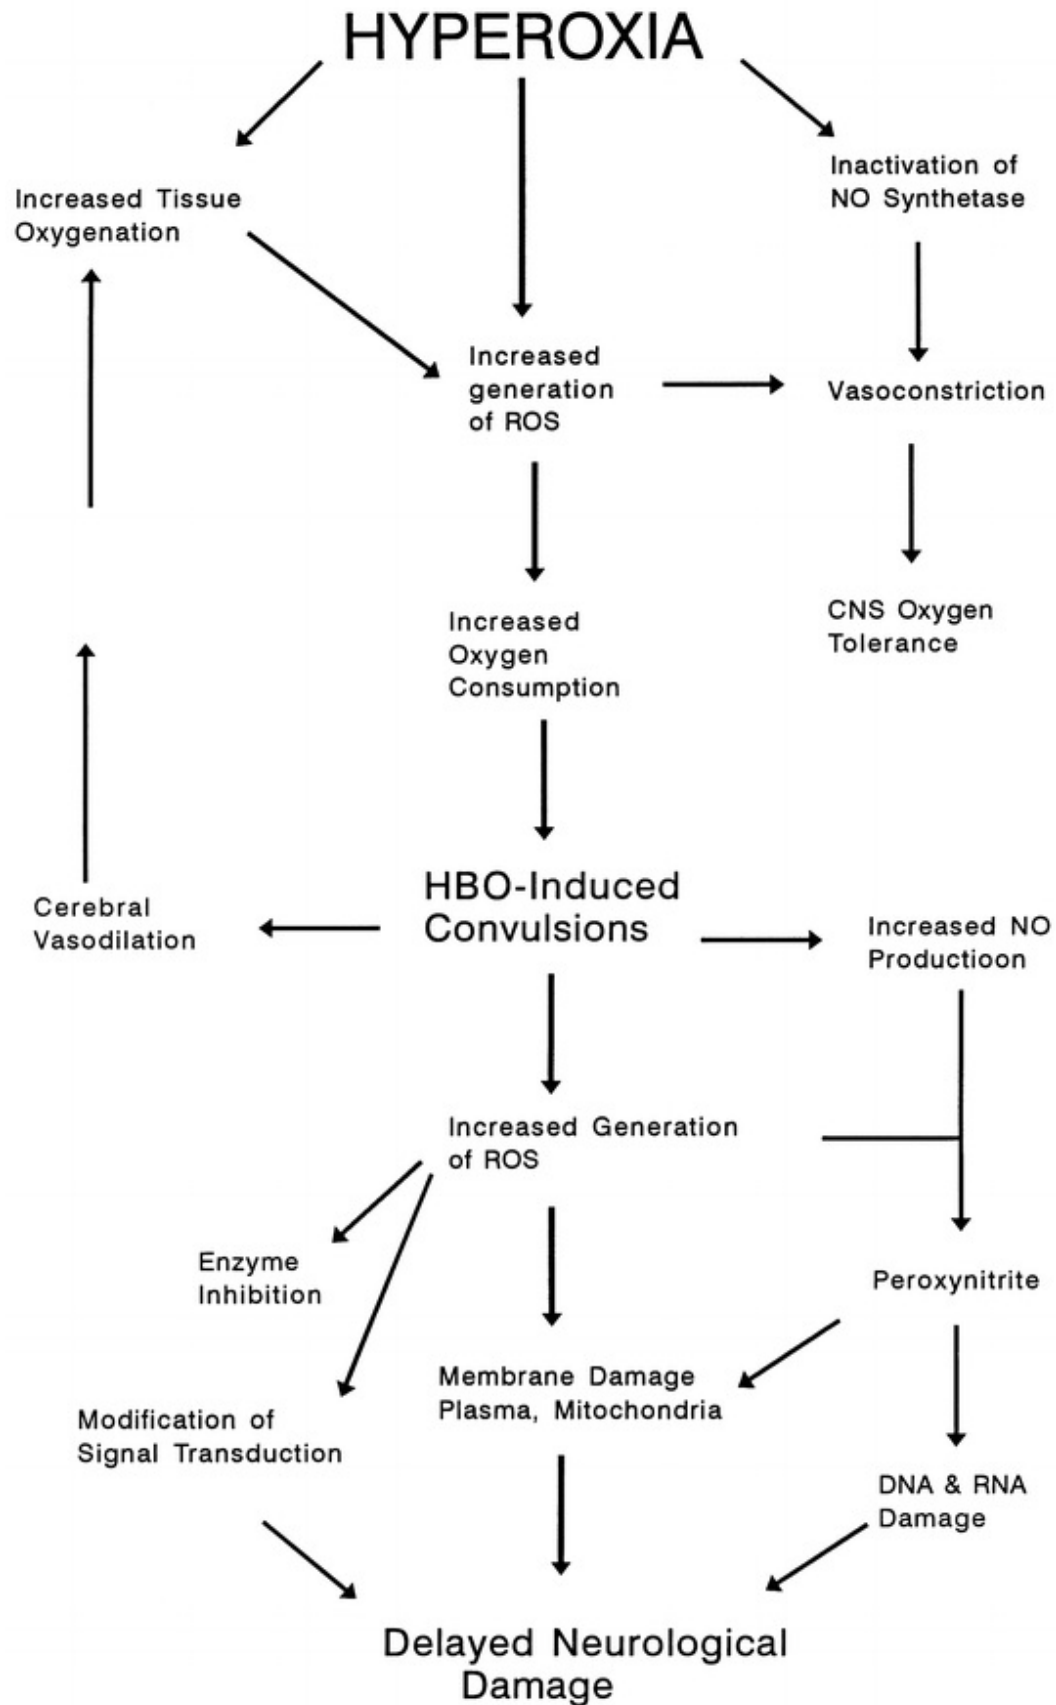 HYPEROXIA
Inactivation of
NO Synthetase
Increased Tissue
Oxygenation
Increased
generation
of ROS
Vasoconstriction
CNS Oxygen
Tolerance
Increased
Oxygen
Consumption
HBO-Induced
Convulsions
Cerebral
Vasodilation
Increased NO
Productioon
Increased Generation
of ROS
Enzyme
Inhibition
Peroxynitrite
Membrane Damage
Plasma, Mitochondria
Modification of
Signal Transduction
DNA & RNA
Damage
Delayed Neurological
Damage